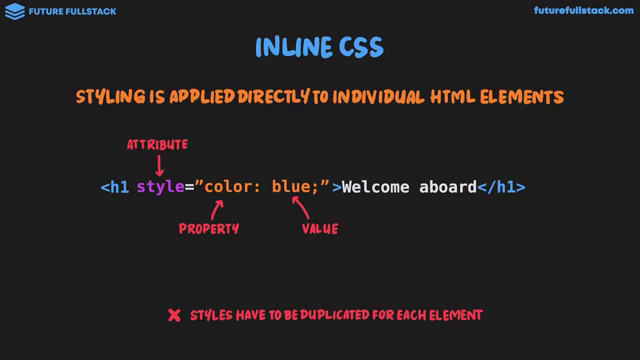 FUTURE FULLSTACK
futurefullstack.com
INLINE CSS
STYLING IS APPLIED DIRECTLY TO INDIVIDUAL HTML ELEMENTS
ATTRIBUTE
<h1 style=”color: blue;”>Welcome aboard</h1>
PROPERTY
VALUE
STYLES HAVE TO BE DUPLICATED FOR EACH ELEMENT